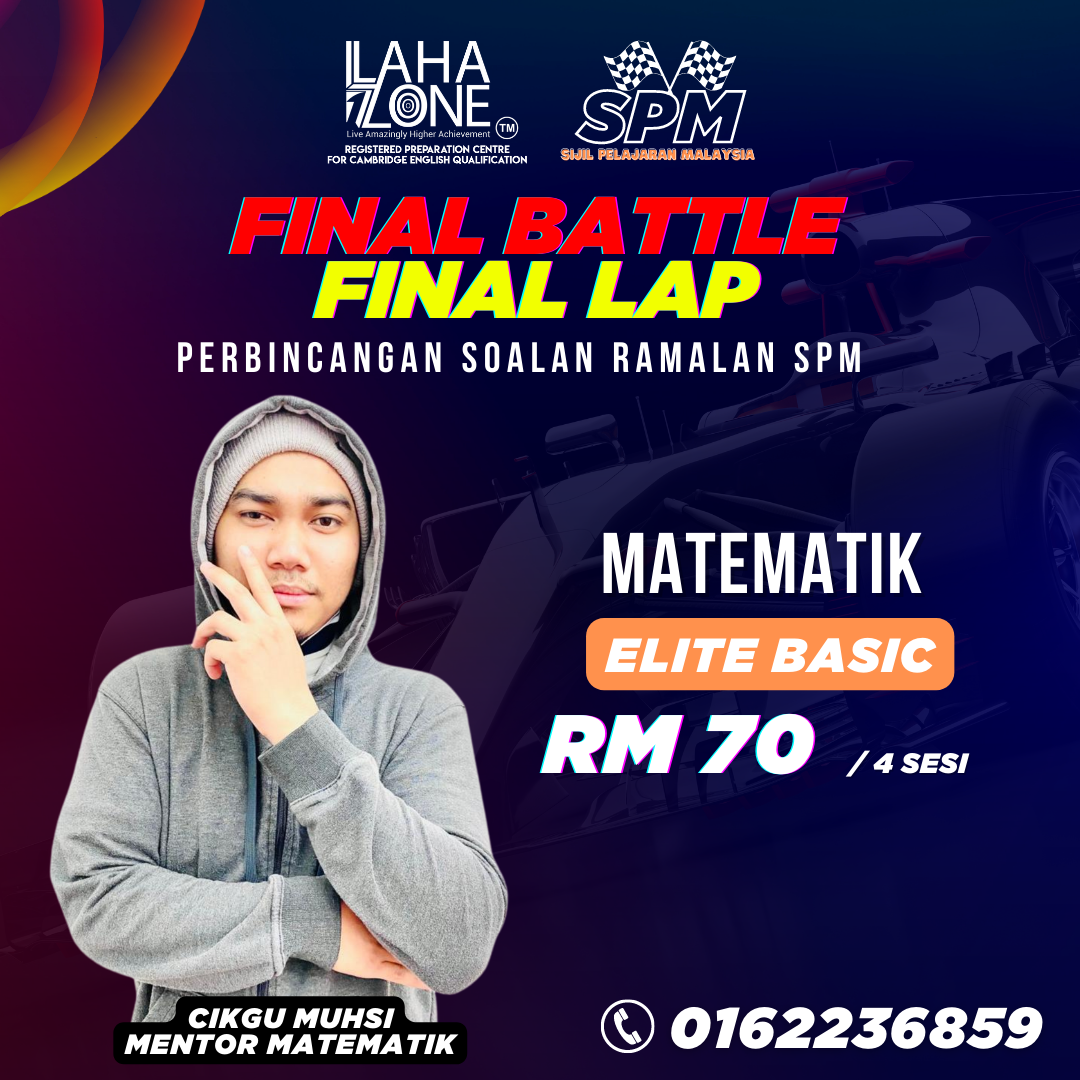 LAHA
ZONE
Live Amazingly Higher Achievement
TM
REGISTERED PREPARATION CENTRE
FOR CAMBRIDGE ENGLISH QUALIFICATION
SPM
SIJIL PELAJARAN MALAYSIA
FINAL BATTLE
FINAL LAP
PERBINCANGAN SOALAN RAMALAN SPM
MATEMATIK
ELITE BASIC
RM 70 / 4 SESI
CIKGU MUHSI
MENTOR MATEMATIK
0162236859